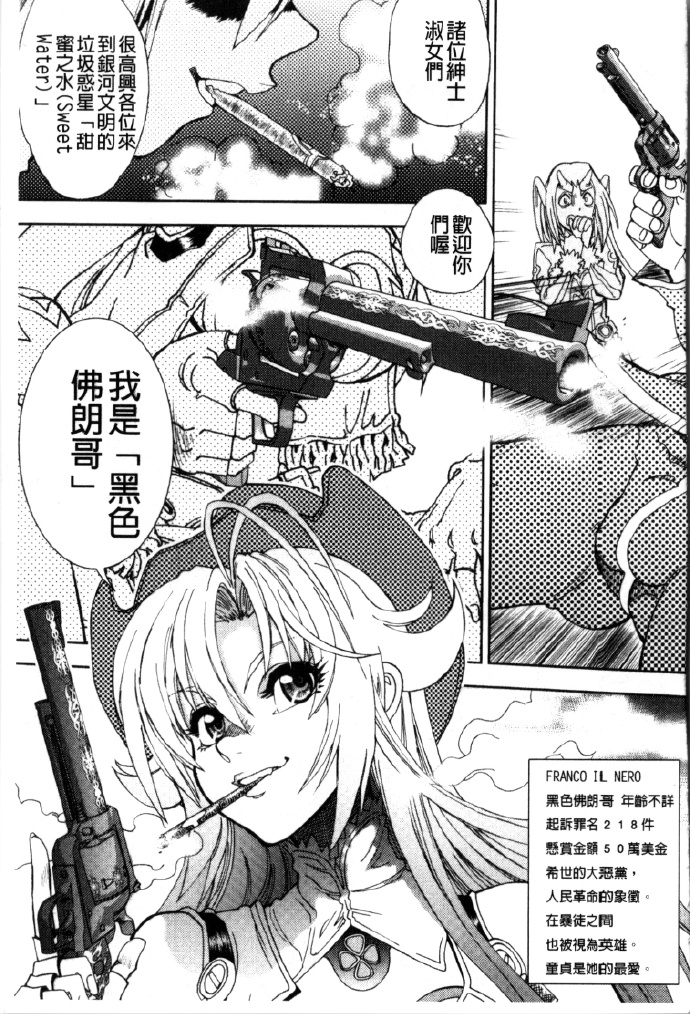 諸位紳士
淑女們
很高興各位來
到銀河文明的
垃圾惑星「甜
蜜之水(Sweet
Water)」
歡迎你
們喔
我是「黑色
佛朗哥」
FRANCO IL NERO
黑色佛朗哥 年齡不詳
起訴罪名218件
懸賞金額50萬美金
希世的大惡黨，
人民革命的象徵。
在暴徒之間
也被視為英雄。
童貞是她的最愛。